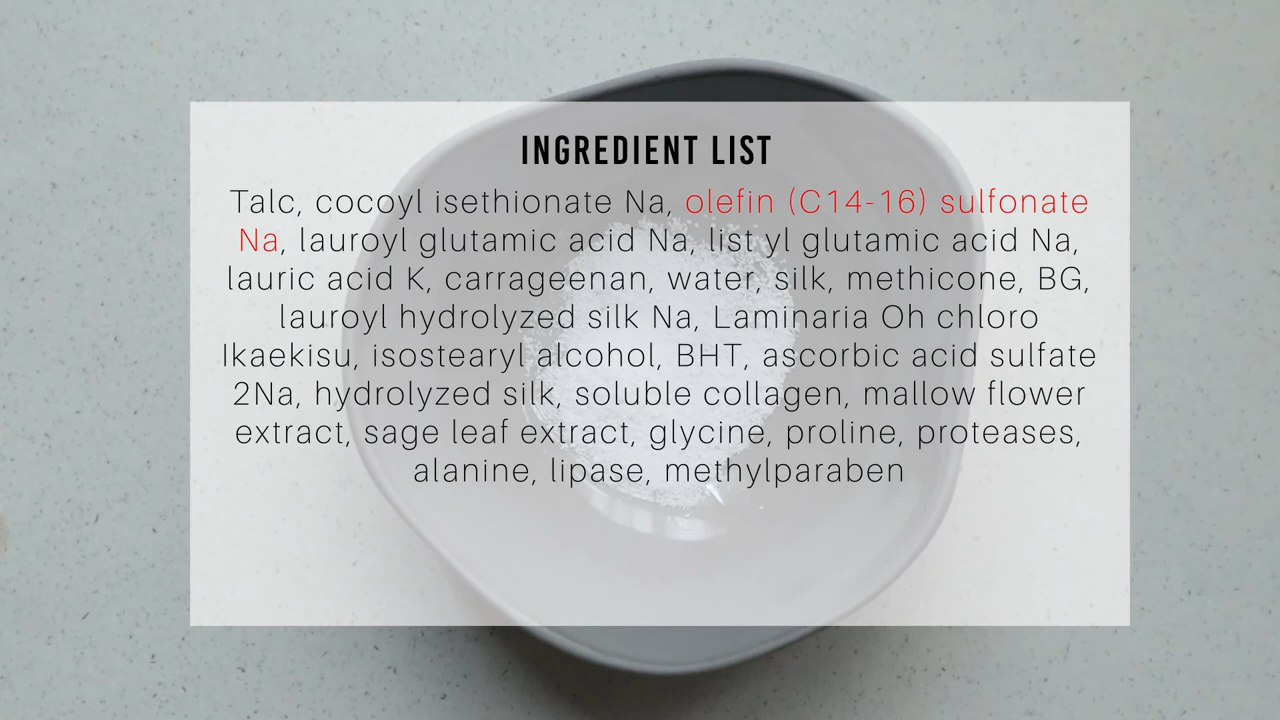 INGREDIENT LIST
Talc, cocoyl isethionate Na, olefin (C14-16) sulfonate
Na, lauroyl glutamic acid Na, list yl glutamic acid Na,
lauric acid K, carrageenan, water, silk, methicone, BG,
lauroyl hydrolyzed silk Na, Laminaria Oh chloro
Ikaekisu, isostearyl alcohol, BHT, ascorbic acid sulfate
2Na, hydrolyzed silk, soluble collagen, mallow flower
extract, sage leaf extract, glycine, proline, proteases,
alanine, lipase, methylparaben